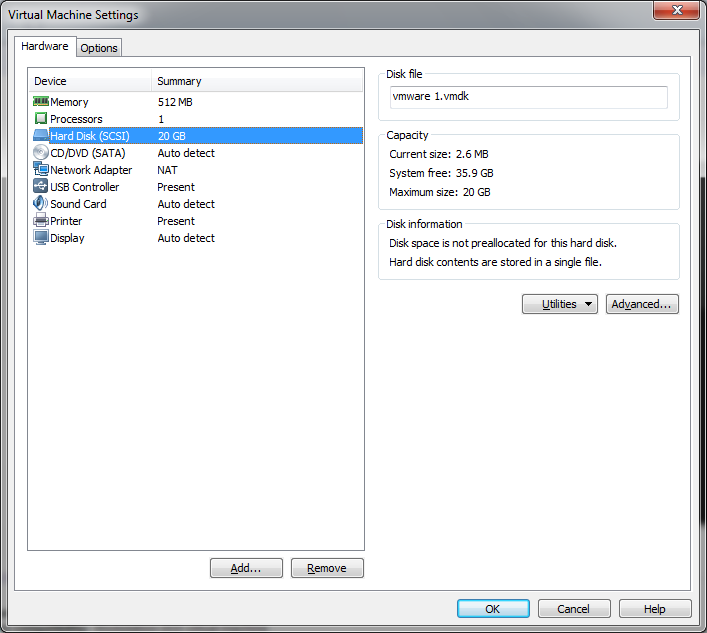 Virtual Machine Settings
Hardware Options
Device Summary
Memory 512 MB
Processors 1
Hard Disk (SCSI) 20 GB
CD/DVD (SATA) Auto detect
Network Adapter NAT
USB Controller Present
Sound Card Auto detect
Printer Present
Display Auto detect
Add... Remove
Disk file
vmware 1.vmdk
Capacity
Current size: 2.6 MB
System free: 35.9 GB
Maximum size: 20 GB
Disk information
Disk space is not preallocated for this hard disk.
Hard disk contents are stored in a single file.
Utilities Advanced...
OK Cancel Help